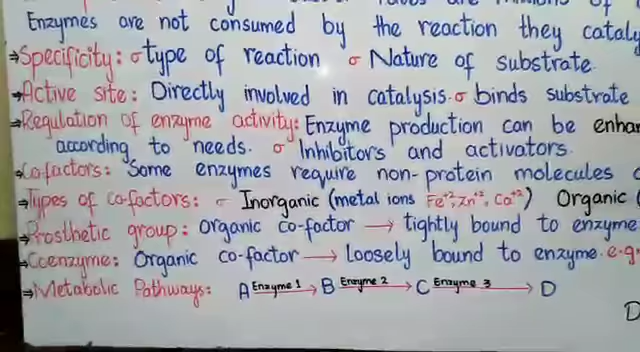 Enzymes are not consumed by the reaction they cataly
→Specificity: o type of reaction o Nature of substrate
→Active site: Directly involved in catalysis. o binds substrate
→Regulation of enzyme activity: Enzyme production can be enhan
according to needs. o Inhibitors and activators.
→Cofactors: Some enzymes require non-protein molecules
→Types of co-factors: o Inorganic (metal ions Fe+2, Zn+2, Ca+2) Organic (
→Prosthetic group: organic co-factor → tightly bound to enzyme
→Coenzyme: Organic co-factor → loosely bound to enzyme. e.g.
→Metabolic Pathways: A Enzyme 1 → B Enzyme 2 → C Enzyme 3 → D
D